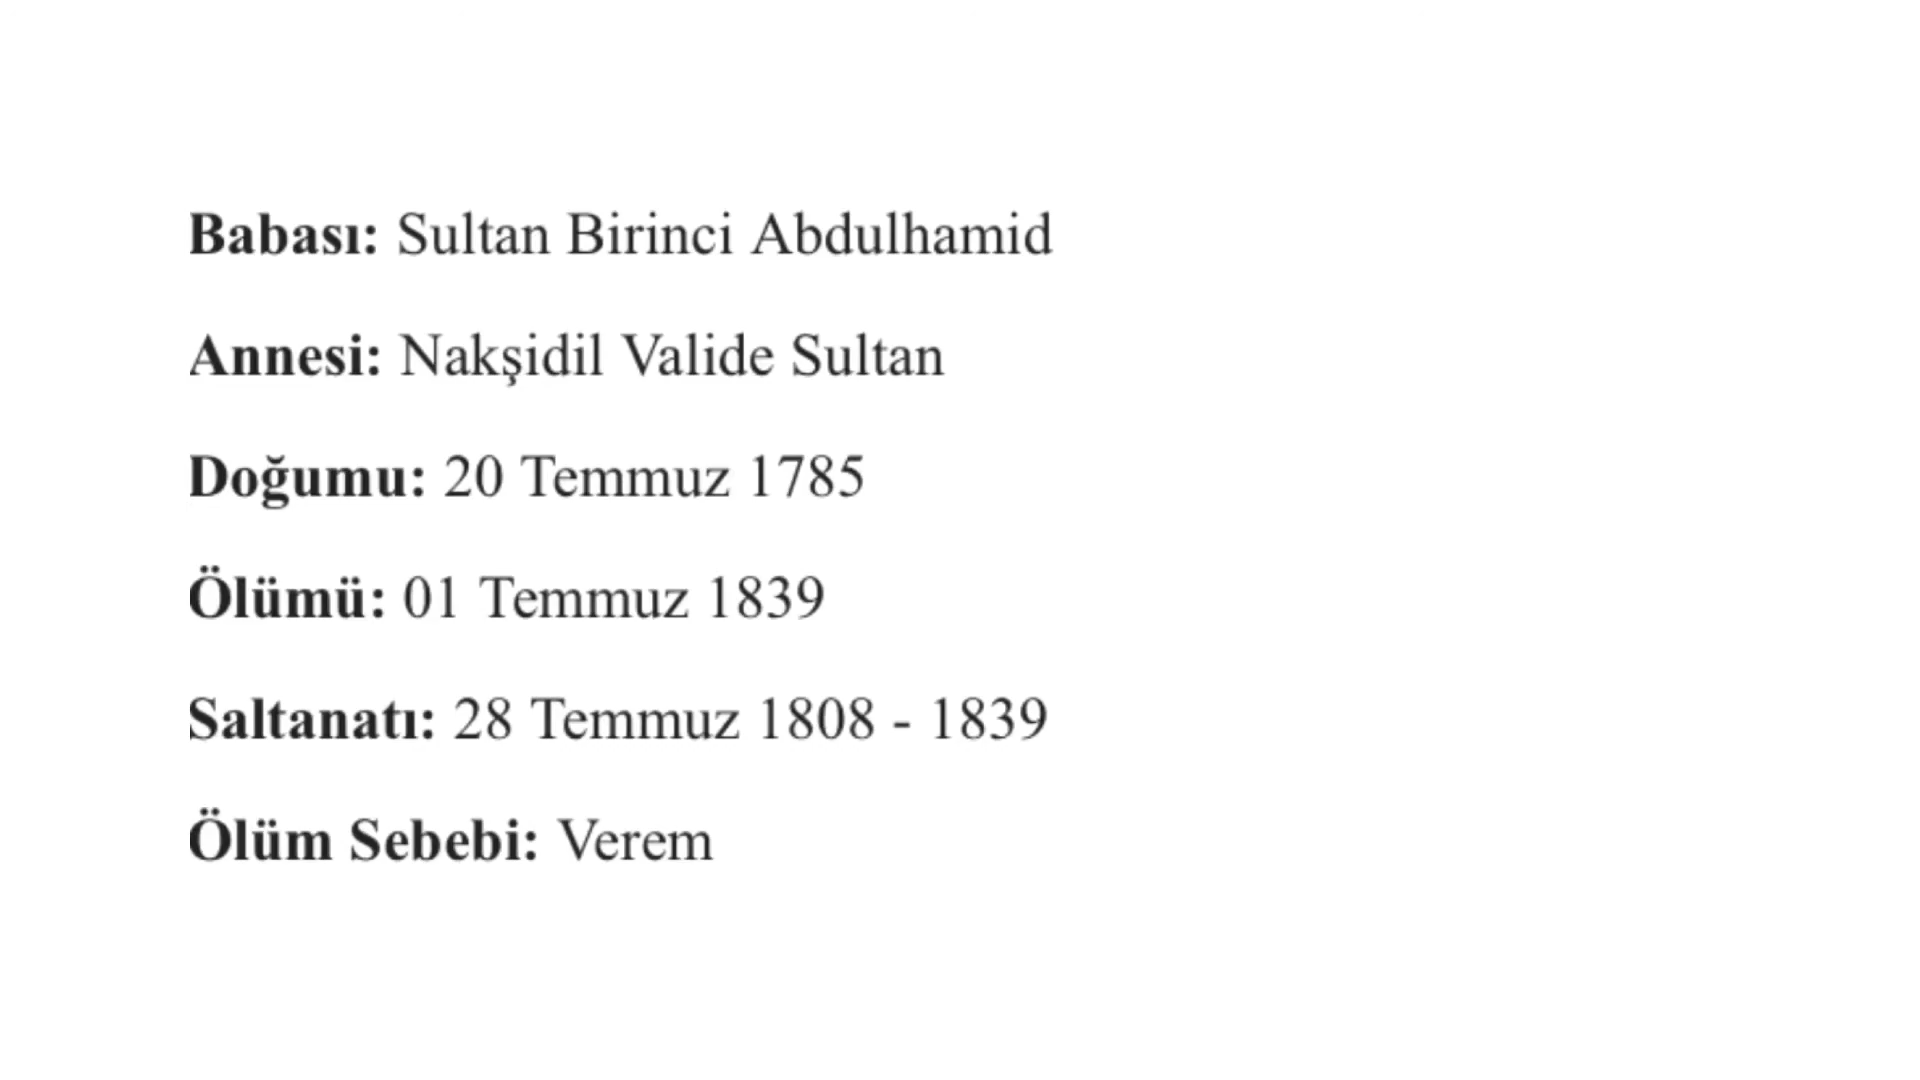 Babası: Sultan Birinci Abdulhamid
Annesi: Nakşidil Valide Sultan
Doğumu: 20 Temmuz 1785
Ölümü: 01 Temmuz 1839
Saltanatı: 28 Temmuz 1808 - 1839
Ölüm Sebebi: Verem